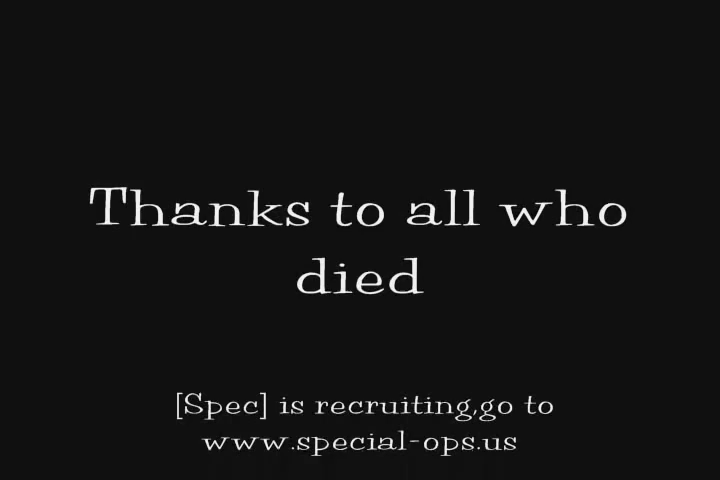 Thanks to all who
died
[Spec] is recruiting,go to
www.special-ops.us